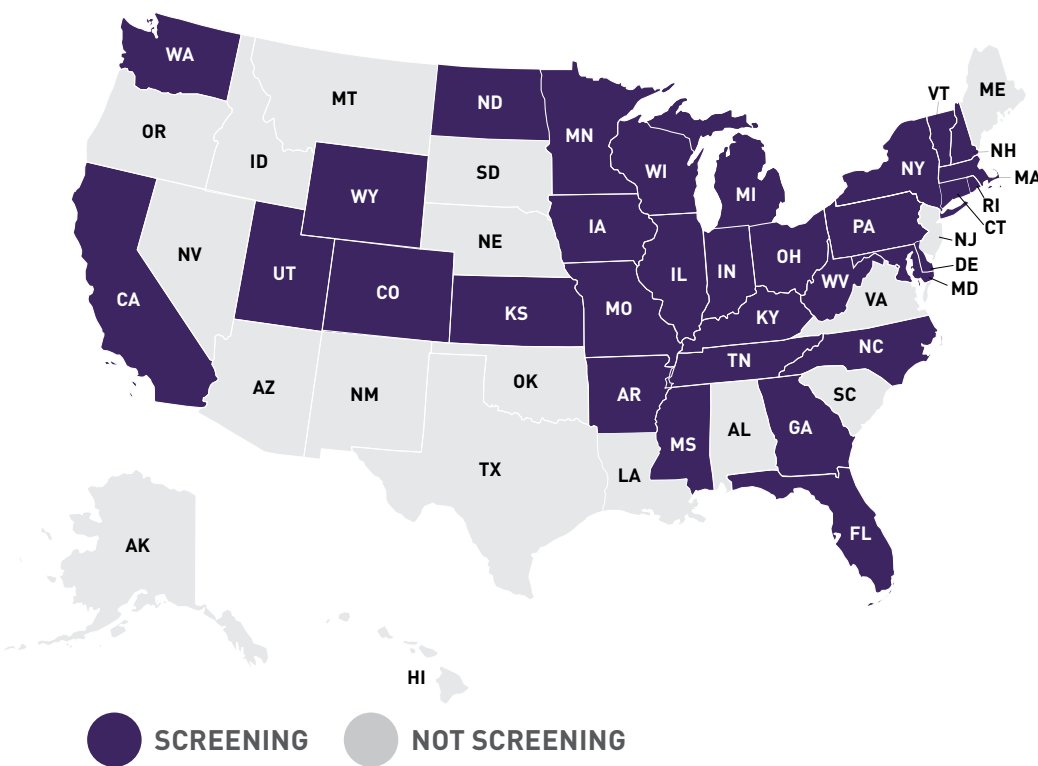 WA
MT
ND
MN
VT
ME
OR
ID
SD
WI
MI
NY
NH
MA
WY
RI
CT
NE
IA
PA
NJ
NV
UT
CO
IL
IN
OH
DE
WV
MD
CA
KS
MO
KY
VA
AZ
NM
OK
AR
TN
NC
SC
TX
LA
MS
AL
GA
FL
AK
HI
SCREENING
NOT SCREENING